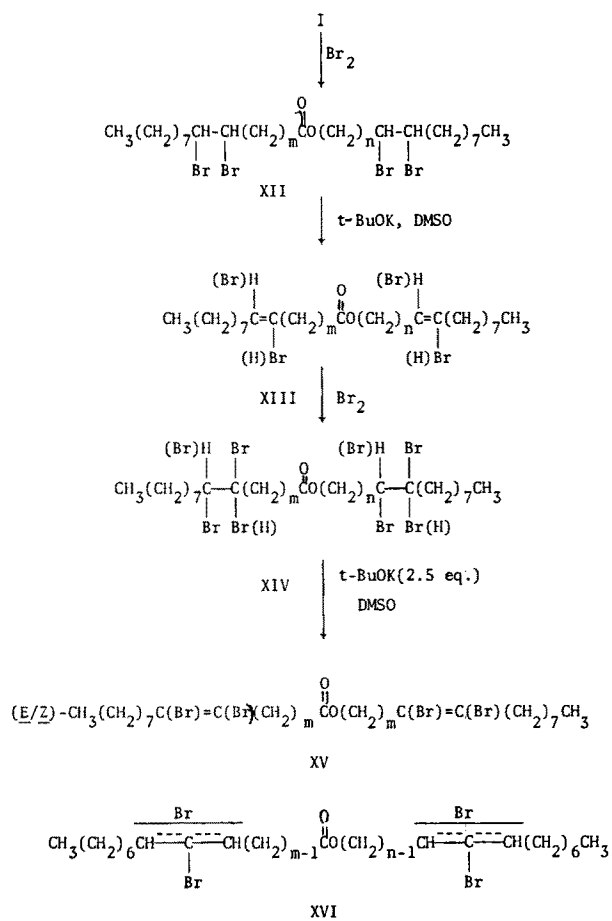 I
Br2
O
CH3(CH2)7CH-CH(CH2)mCO(CH2)nCH-CH(CH2)7CH3
Br Br Br Br
XII
t-BuOK, DMSO
(Br)H O (Br)H
CH3(CH2)7C=C(CH2)mCO(CH2)nC=C(CH2)7CH3
(H)Br (H)Br
XIII Br2
(Br)H Br O (Br)H Br
CH3(CH2)7C-C(CH2)mCO(CH2)nC-C(CH2)7CH3
Br Br(H) Br Br(H)
XIV t-BuOK(2.5 eq.)
DMSO
O
(E/Z)-CH3(CH2)7C(Br)=C(Br)(CH2)mCO(CH2)mC(Br)=C(Br)(CH2)7CH3
XV
Br O Br
CH3(CH2)6CH-C-CH(CH2)m-1CO(CH2)n-1CH-C-CH(CH2)6CH3
Br Br
XVI